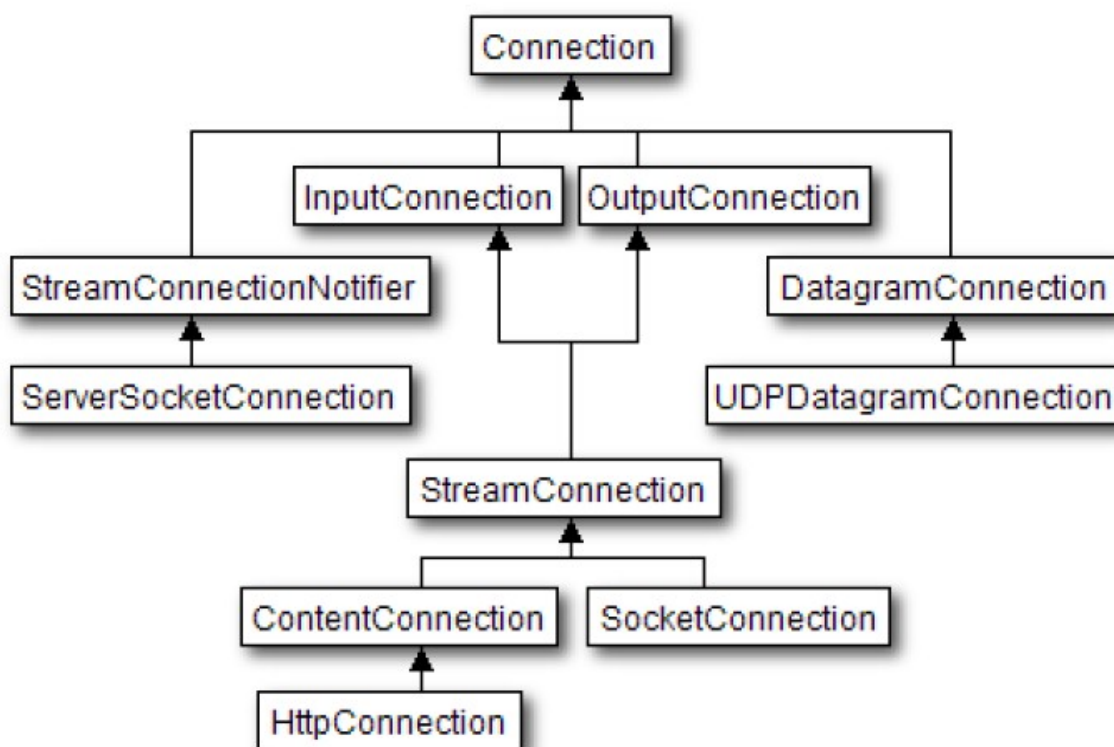 Connection
InputConnection
OutputConnection
StreamConnectionNotifier
DatagramConnection
ServerSocketConnection
UDPDatagramConnection
StreamConnection
ContentConnection
SocketConnection
HttpConnection